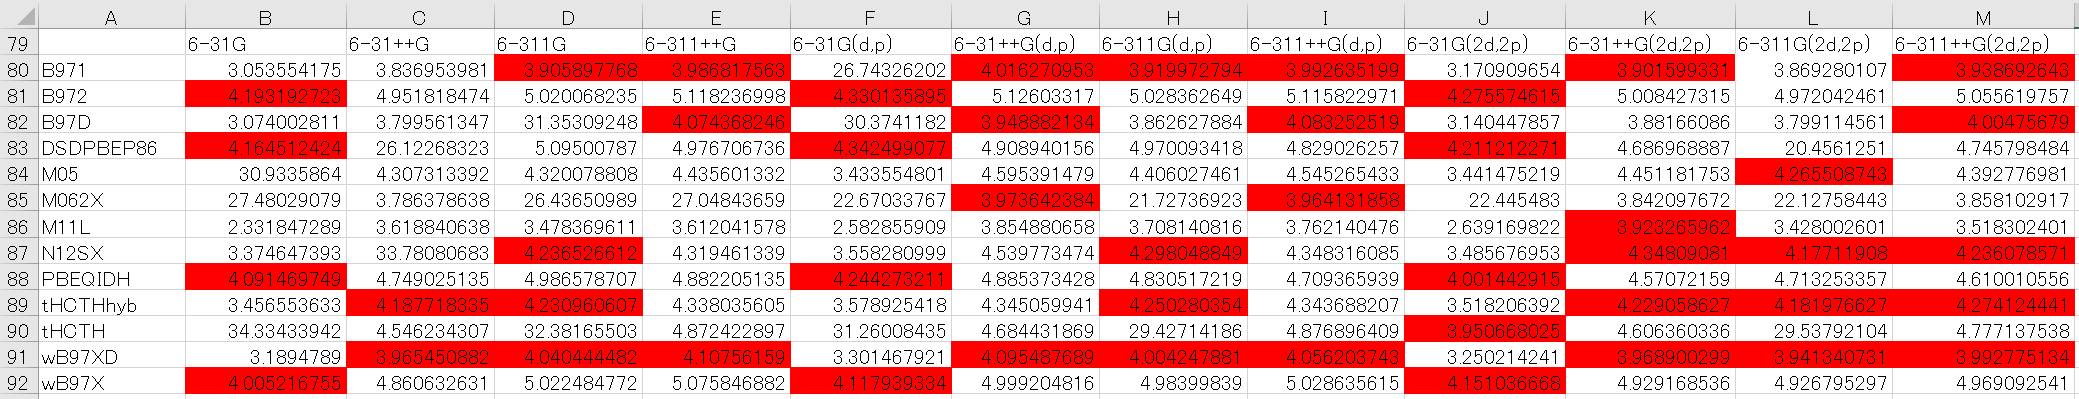 A B C D E F G H I J K L M
79 6-31G 6-31++G 6-311G 6-311++G 6-31G(d,p) 6-31++G(d,p) 6-311G(d,p) 6-311++G(d,p) 6-31G(2d,2p) 6-31++G(2d,2p) 6-311G(2d,2p) 6-311++G(2d,2p)
80 B971 3.053554175 3.836953981 3.905897768 3.986817563 26.74326202 4.016270953 3.919972794 3.992635199 3.170909654 3.901599331 3.869280107 3.938692643
81 B972 4.193192723 4.951818474 5.020068235 5.118236998 4.330135895 5.12603317 5.028362649 5.115822971 4.275574615 5.008427315 4.972042461 5.055619757
82 B97D 3.074002811 3.799561347 31.35309248 4.074368246 30.3741182 3.948882134 3.862627884 4.083252519 3.140447857 3.88166086 3.799114561 4.00475679
83 DSDPBEP86 4.164512424 26.12268323 5.09500787 4.976706736 4.342499077 4.908940156 4.970093418 4.829026257 4.211212271 4.686968887 20.4561251 4.745798484
84 M05 30.9335864 4.307313392 4.320078808 4.435601332 3.433554801 4.595391479 4.406027461 4.545265433 3.441475219 4.451181753 4.265508743 4.392776981
85 M062X 27.48029079 3.786378638 26.43650989 27.04843659 22.67033767 3.973642384 21.72736923 3.964131858 22.445483 3.842097672 22.12758443 3.858102917
86 M11L 2.331847289 3.618840638 3.478369611 3.612041578 2.582855909 3.854880658 3.708140816 3.762140476 2.639169822 3.923265962 3.428002601 3.518302401
87 N12SX 3.374647393 33.78080683 4.236526612 4.319461339 3.558280999 4.539773474 4.298048849 4.348316085 3.485676953 4.34809081 4.17711908 4.236078571
88 PBEQIDH 4.091469749 4.749025135 4.986578707 4.882205135 4.244273211 4.885373428 4.830517219 4.709365939 4.001442915 4.57072159 4.713253357 4.610010556
89 tHCTHhyb 3.456553633 4.187718335 4.230960607 4.338035605 3.578925418 4.345059941 4.250280354 4.343688207 3.518206392 4.229058627 4.181976627 4.274124441
90 tHCTH 34.33433942 4.546234307 32.38165503 4.872422897 31.26008435 4.684431869 29.42714186 4.876896409 3.950668025 4.606360336 29.53792104 4.777137538
91 wB97XD 3.1894789 3.965450882 4.040444482 4.10756159 3.301467921 4.095487689 4.004247881 4.056203743 3.250214241 3.968900299 3.941340731 3.992775134
92 wB97X 4.005216755 4.860632631 5.022484772 5.075846882 4.117939334 4.999204816 4.98399839 5.028635615 4.151036668 4.929168536 4.926795297 4.969092541